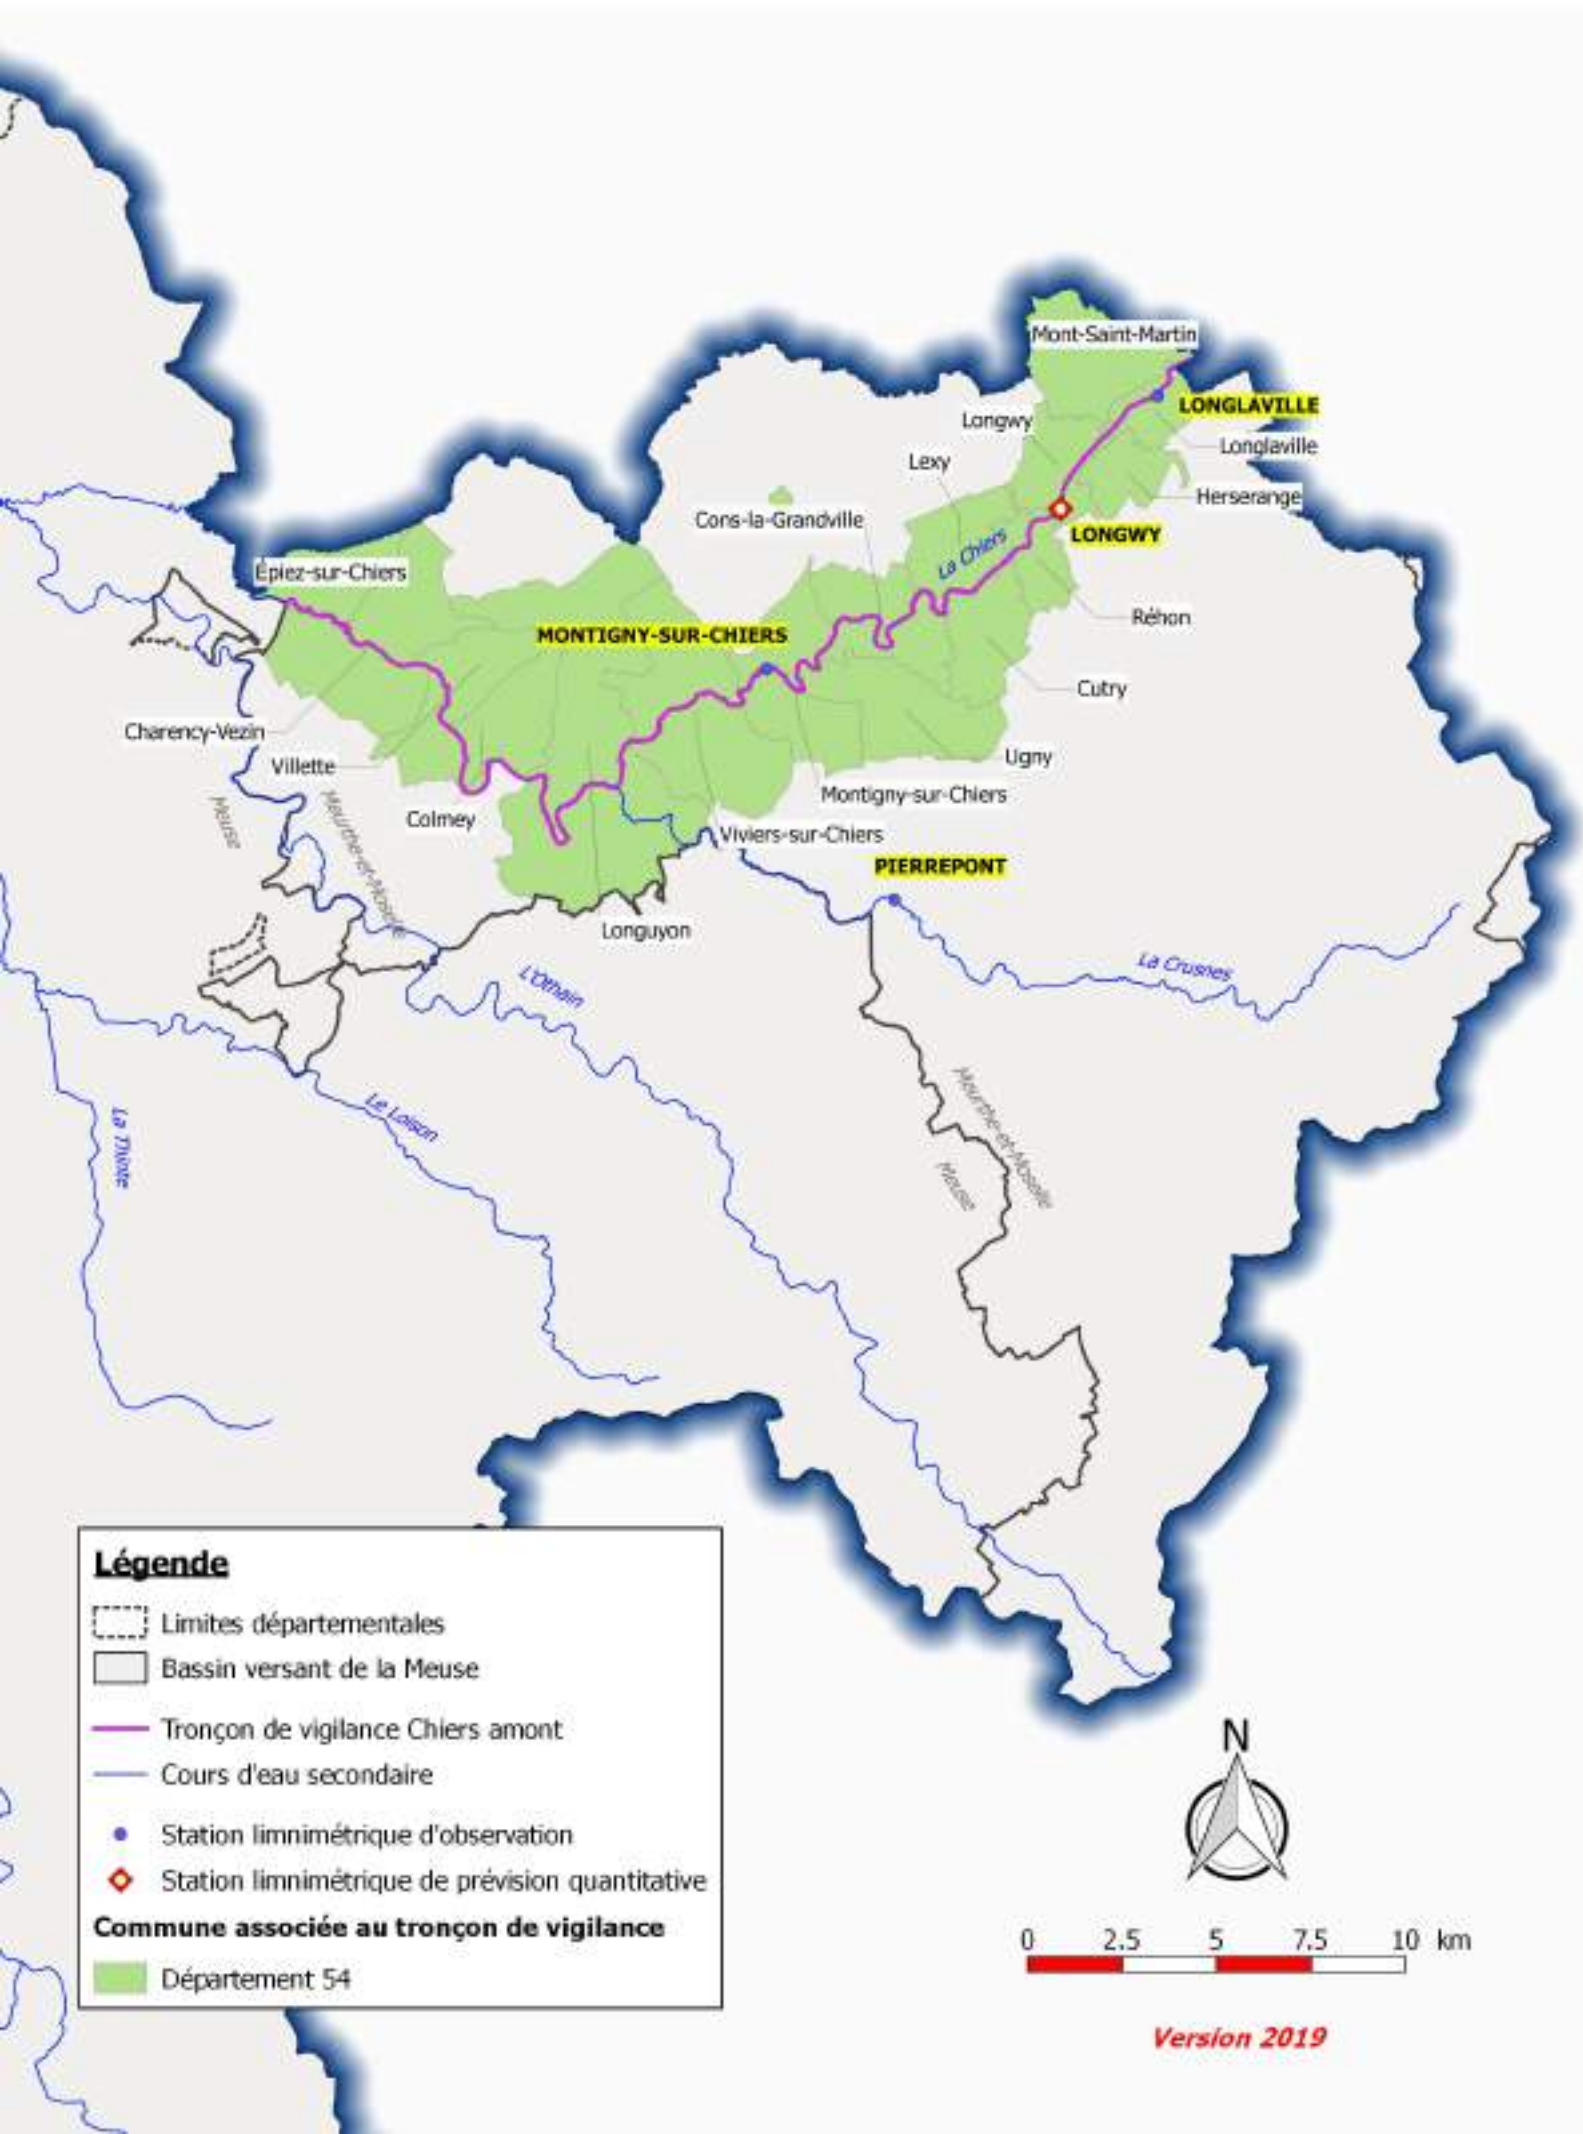 Mont-Saint-Martin
LONGLAVILLE
Longwy
Longlaville
Lexy
Herserange
Cons-la-Grandville
LONGWY
La Chiers
Épiez-sur-Chiers
Réhon
MONTIGNY-SUR-CHIERS
Cutry
Charency-Vezin
Ugny
Villette
Montigny-sur-Chiers
Colmey
Meuse
Meurthe-et-Moselle
Viviers-sur-Chiers
PIERREPONT
Longuyon
La Crusnes
L'Othain
Le Loison
La Thinte
Meurthe-et-Moselle
Meuse
Légende
Limites départementales
Bassin versant de la Meuse
Tronçon de vigilance Chiers amont
Cours d'eau secondaire
Station limnimétrique d'observation
Station limnimétrique de prévision quantitative
Commune associée au tronçon de vigilance
Département 54
N
0 2.5 5 7.5 10 km
Version 2019